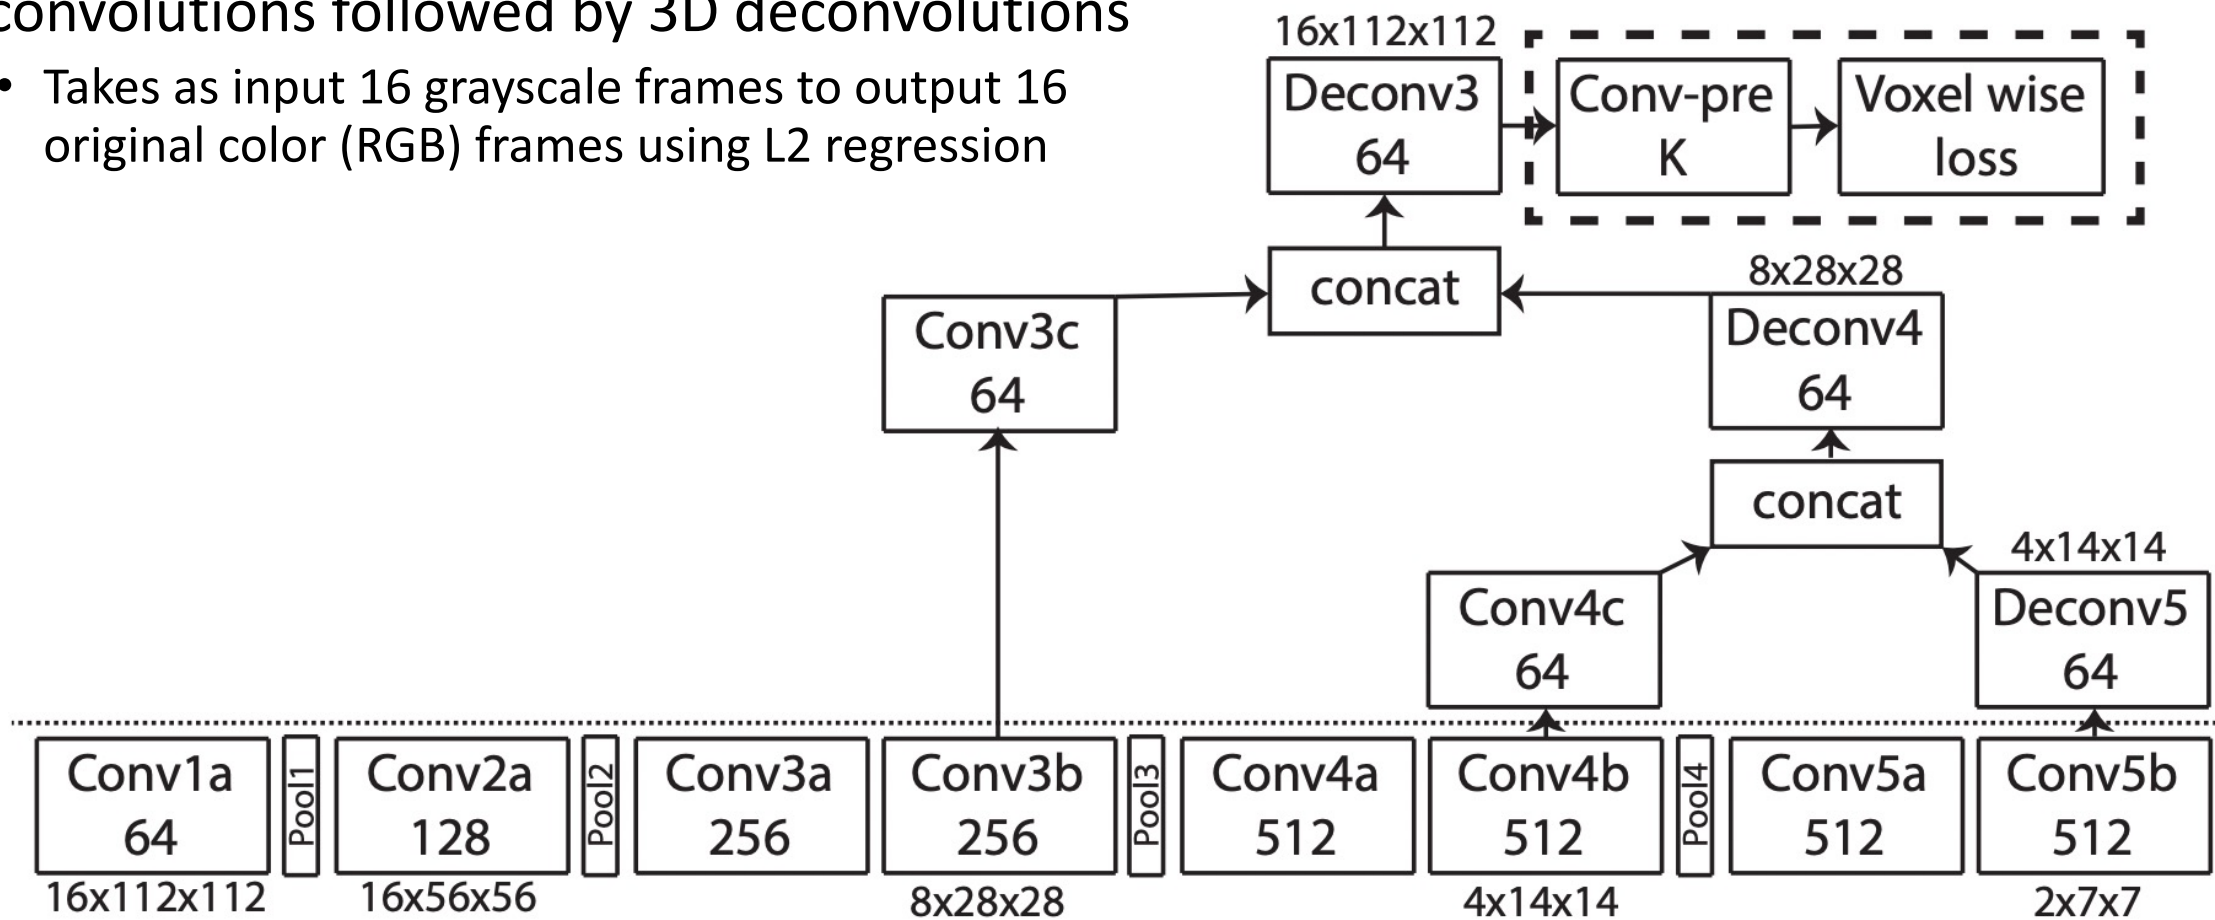 convolutions followed by 3D deconvolutions
• Takes as input 16 grayscale frames to output 16
original color (RGB) frames using L2 regression
16x112x112
Deconv3
64
Conv-pre
K
Voxel wise
loss
concat
8x28x28
Conv3c
64
Deconv4
64
concat
4x14x14
Conv4c
64
Deconv5
64
Conv1a
64
16x112x112
Pool1
Conv2a
128
16x56x56
Pool2
Conv3a
256
Conv3b
256
8x28x28
Pool3
Conv4a
512
Conv4b
512
4x14x14
Pool4
Conv5a
512
Conv5b
512
2x7x7